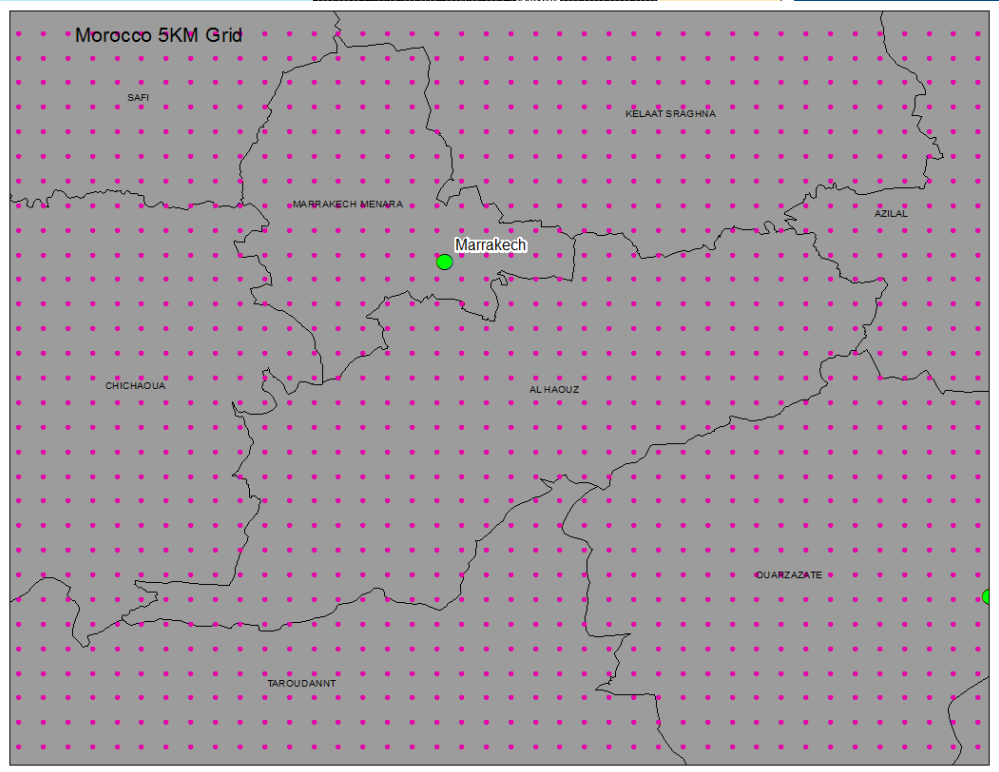 Morocco 5KM Grid
SAFI
KELAAT SRAGHNA
MARRAKECH MENARA
AZILAL
Marrakech
CHICHAOUA
AL HAOUZ
OUARZAZATE
TAROUDANNT